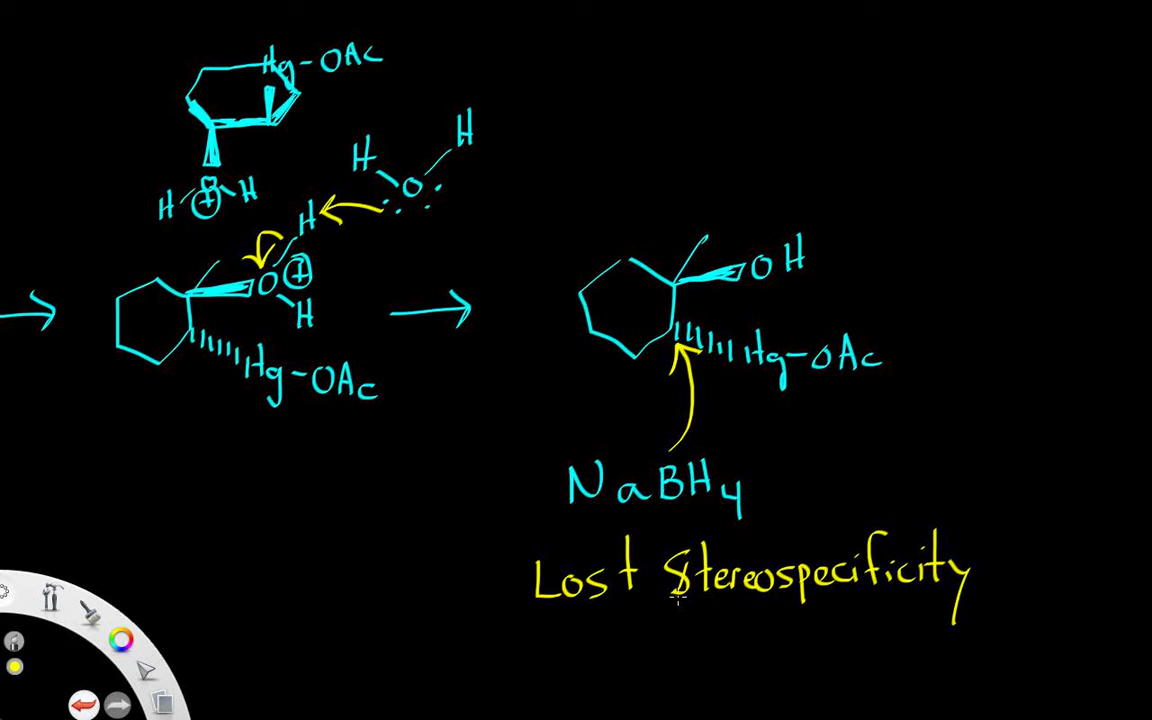 Hg-OAc
H
H
O
H ⊕ H
H
O ⊕
H
Hg-OAc
OH
Hg-OAc
NaBH4
Lost Stereospecificity